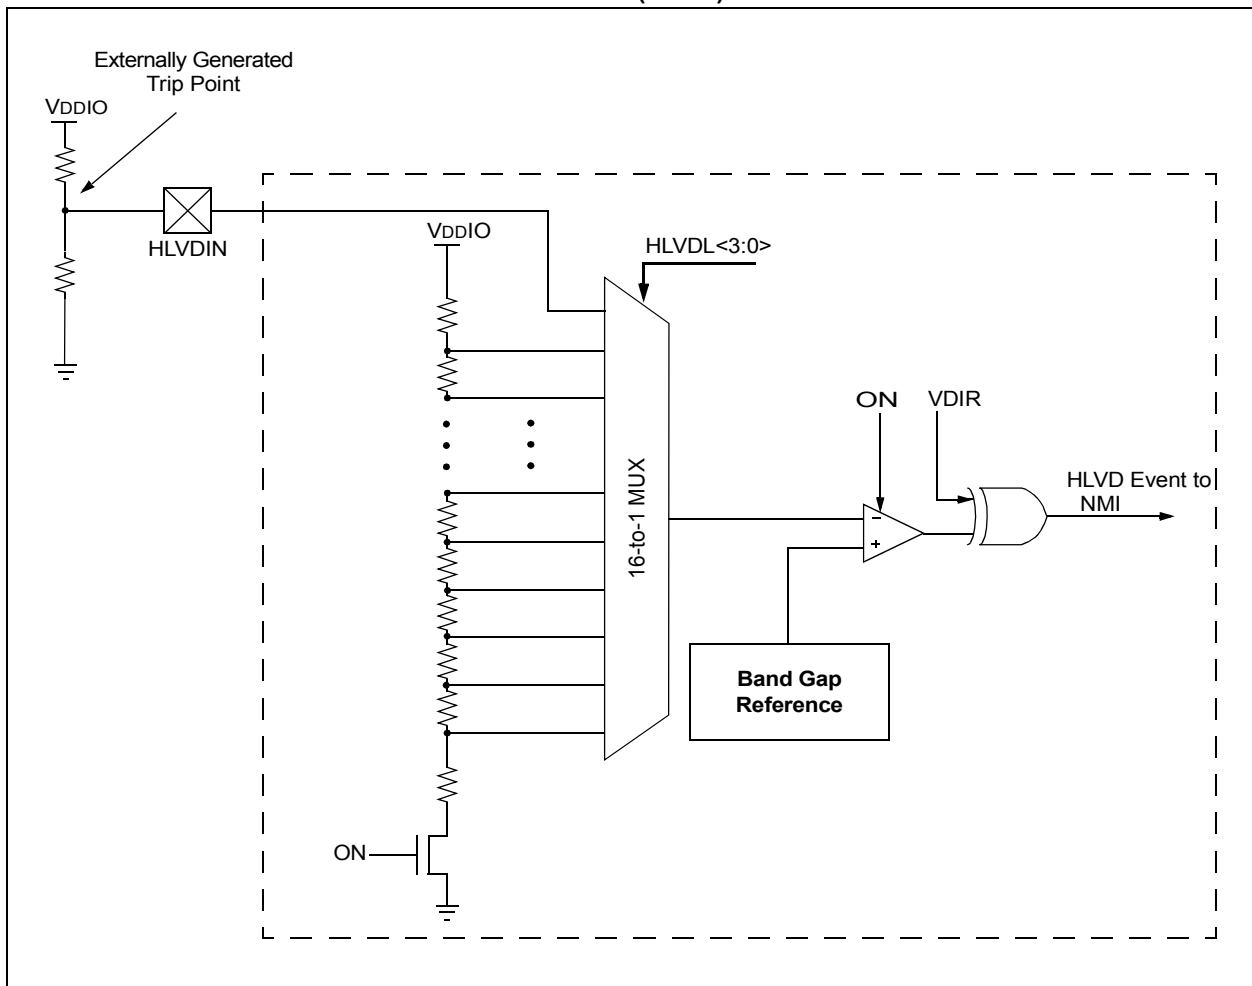 Externally Generated
Trip Point
VDDIO
HLVDIN
VDDIO
HLVDL<3:0>
16-to-1 MUX
ON
VDIR
−
+
HLVD Event to
NMI
Band Gap
Reference
ON